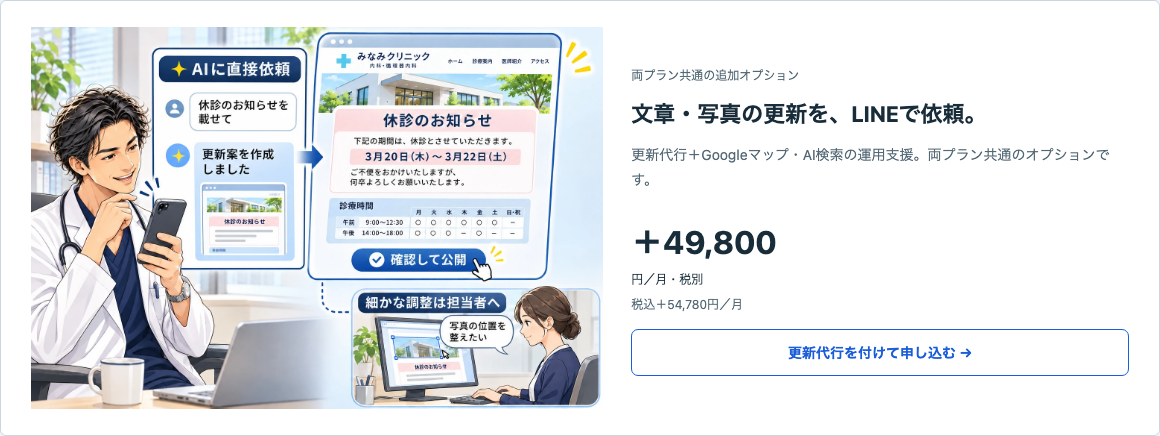 AIに直接依頼
休診のお知らせを
載せて
更新案を作成
しました
休診のお知らせ
みなみクリニック
内科・循環器内科
ホーム 診療案内 医師紹介 アクセス
休診のお知らせ
下記の期間は、休診とさせていただきます。
3月20日(木)～3月22日(土)
ご不便をおかけいたしますが、
何卒よろしくお願いいたします。
診療時間
月 火 水 木 金 土 日・祝
午前 9:00～12:30 ○ ○ ○ ○ ○ ○ −
午後 14:00～18:00 ○ ○ ○ − ○ − −
確認して公開
細かな調整は担当者へ
写真の位置を
整えたい
休診のお知らせ
両プラン共通の追加オプション
文章・写真の更新を、LINEで依頼。
更新代行＋Googleマップ・AI検索の運用支援。両プラン共通のオプションで
す。
＋49,800
円／月・税別
税込＋54,780円／月
更新代行を付けて申し込む →